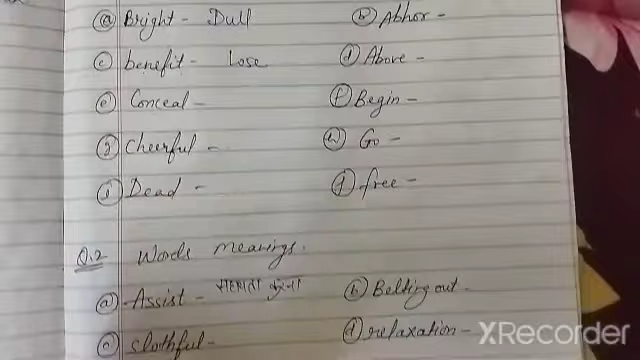 (a) Bright - Dull (b) Abhor -
(c) benefit - Lose (d) Above -
(e) Conceal - (f) Begin -
(g) Cheerful - (h) Go -
(i) Dead - (j) free -
Q.2 Words meanings.
(a) Assist - सहायता करना (b) Belting out -
(c) slothful - (d) relaxation -
XRecorder